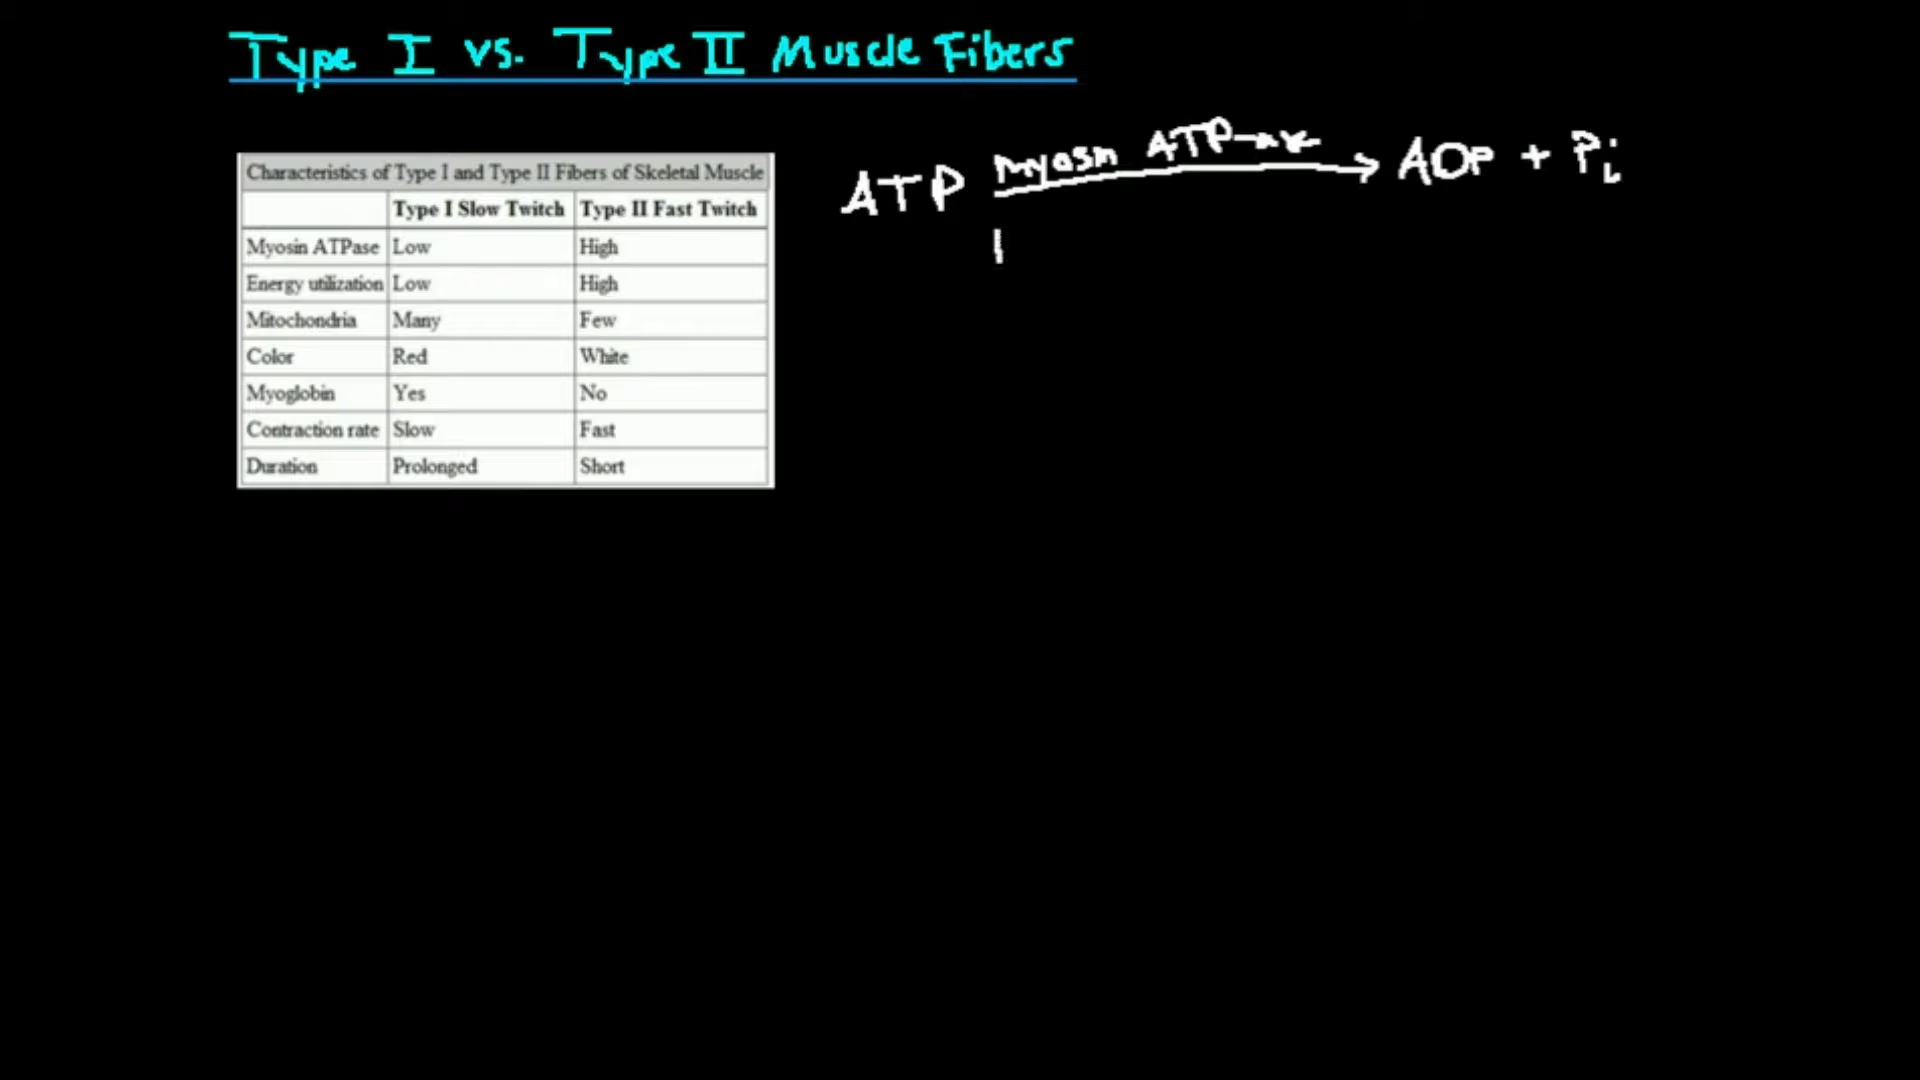 Type I vs. Type II Muscle Fibers
Characteristics of Type I and Type II Fibers of Skeletal Muscle
Type I Slow Twitch Type II Fast Twitch
Myosin ATPase Low High
Energy utilization Low High
Mitochondria Many Few
Color Red White
Myoglobin Yes No
Contraction rate Slow Fast
Duration Prolonged Short
Myosin ATP-ase
ATP → ADP + Pi